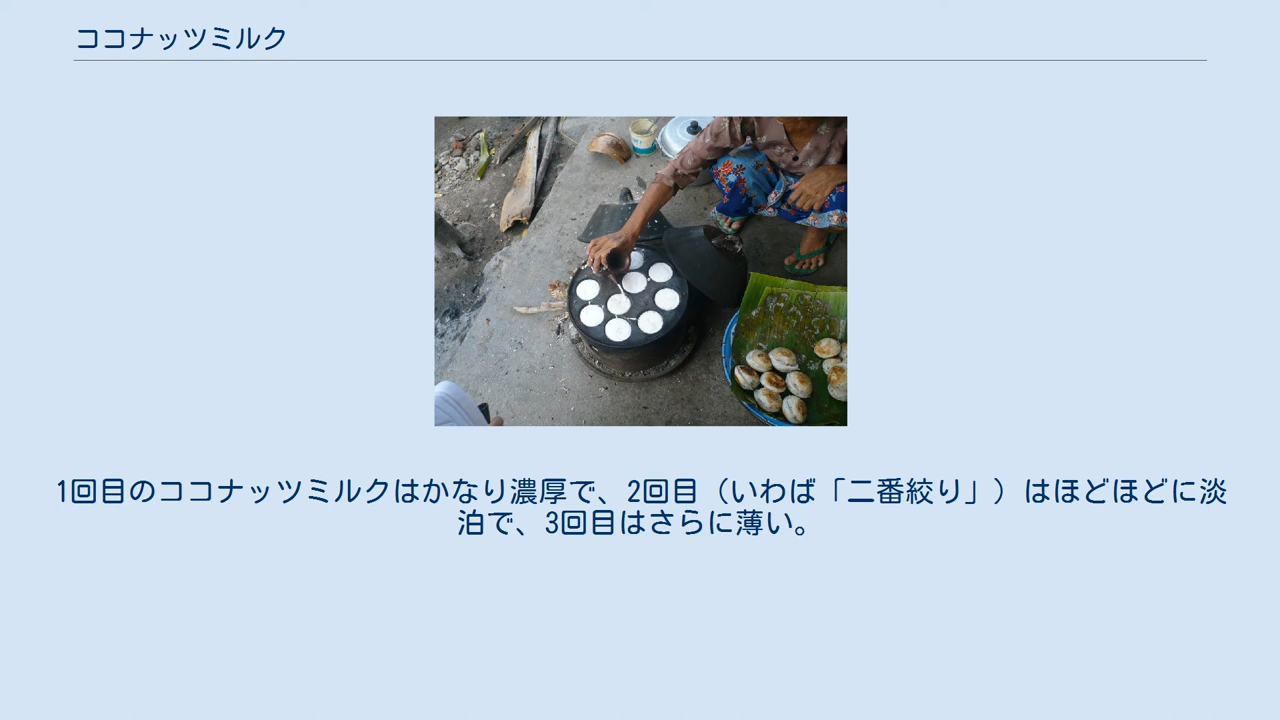 ココナッツミルク
1回目のココナッツミルクはかなり濃厚で、2回目（いわば「二番絞り」）はほどほどに淡
泊で、3回目はさらに薄い。